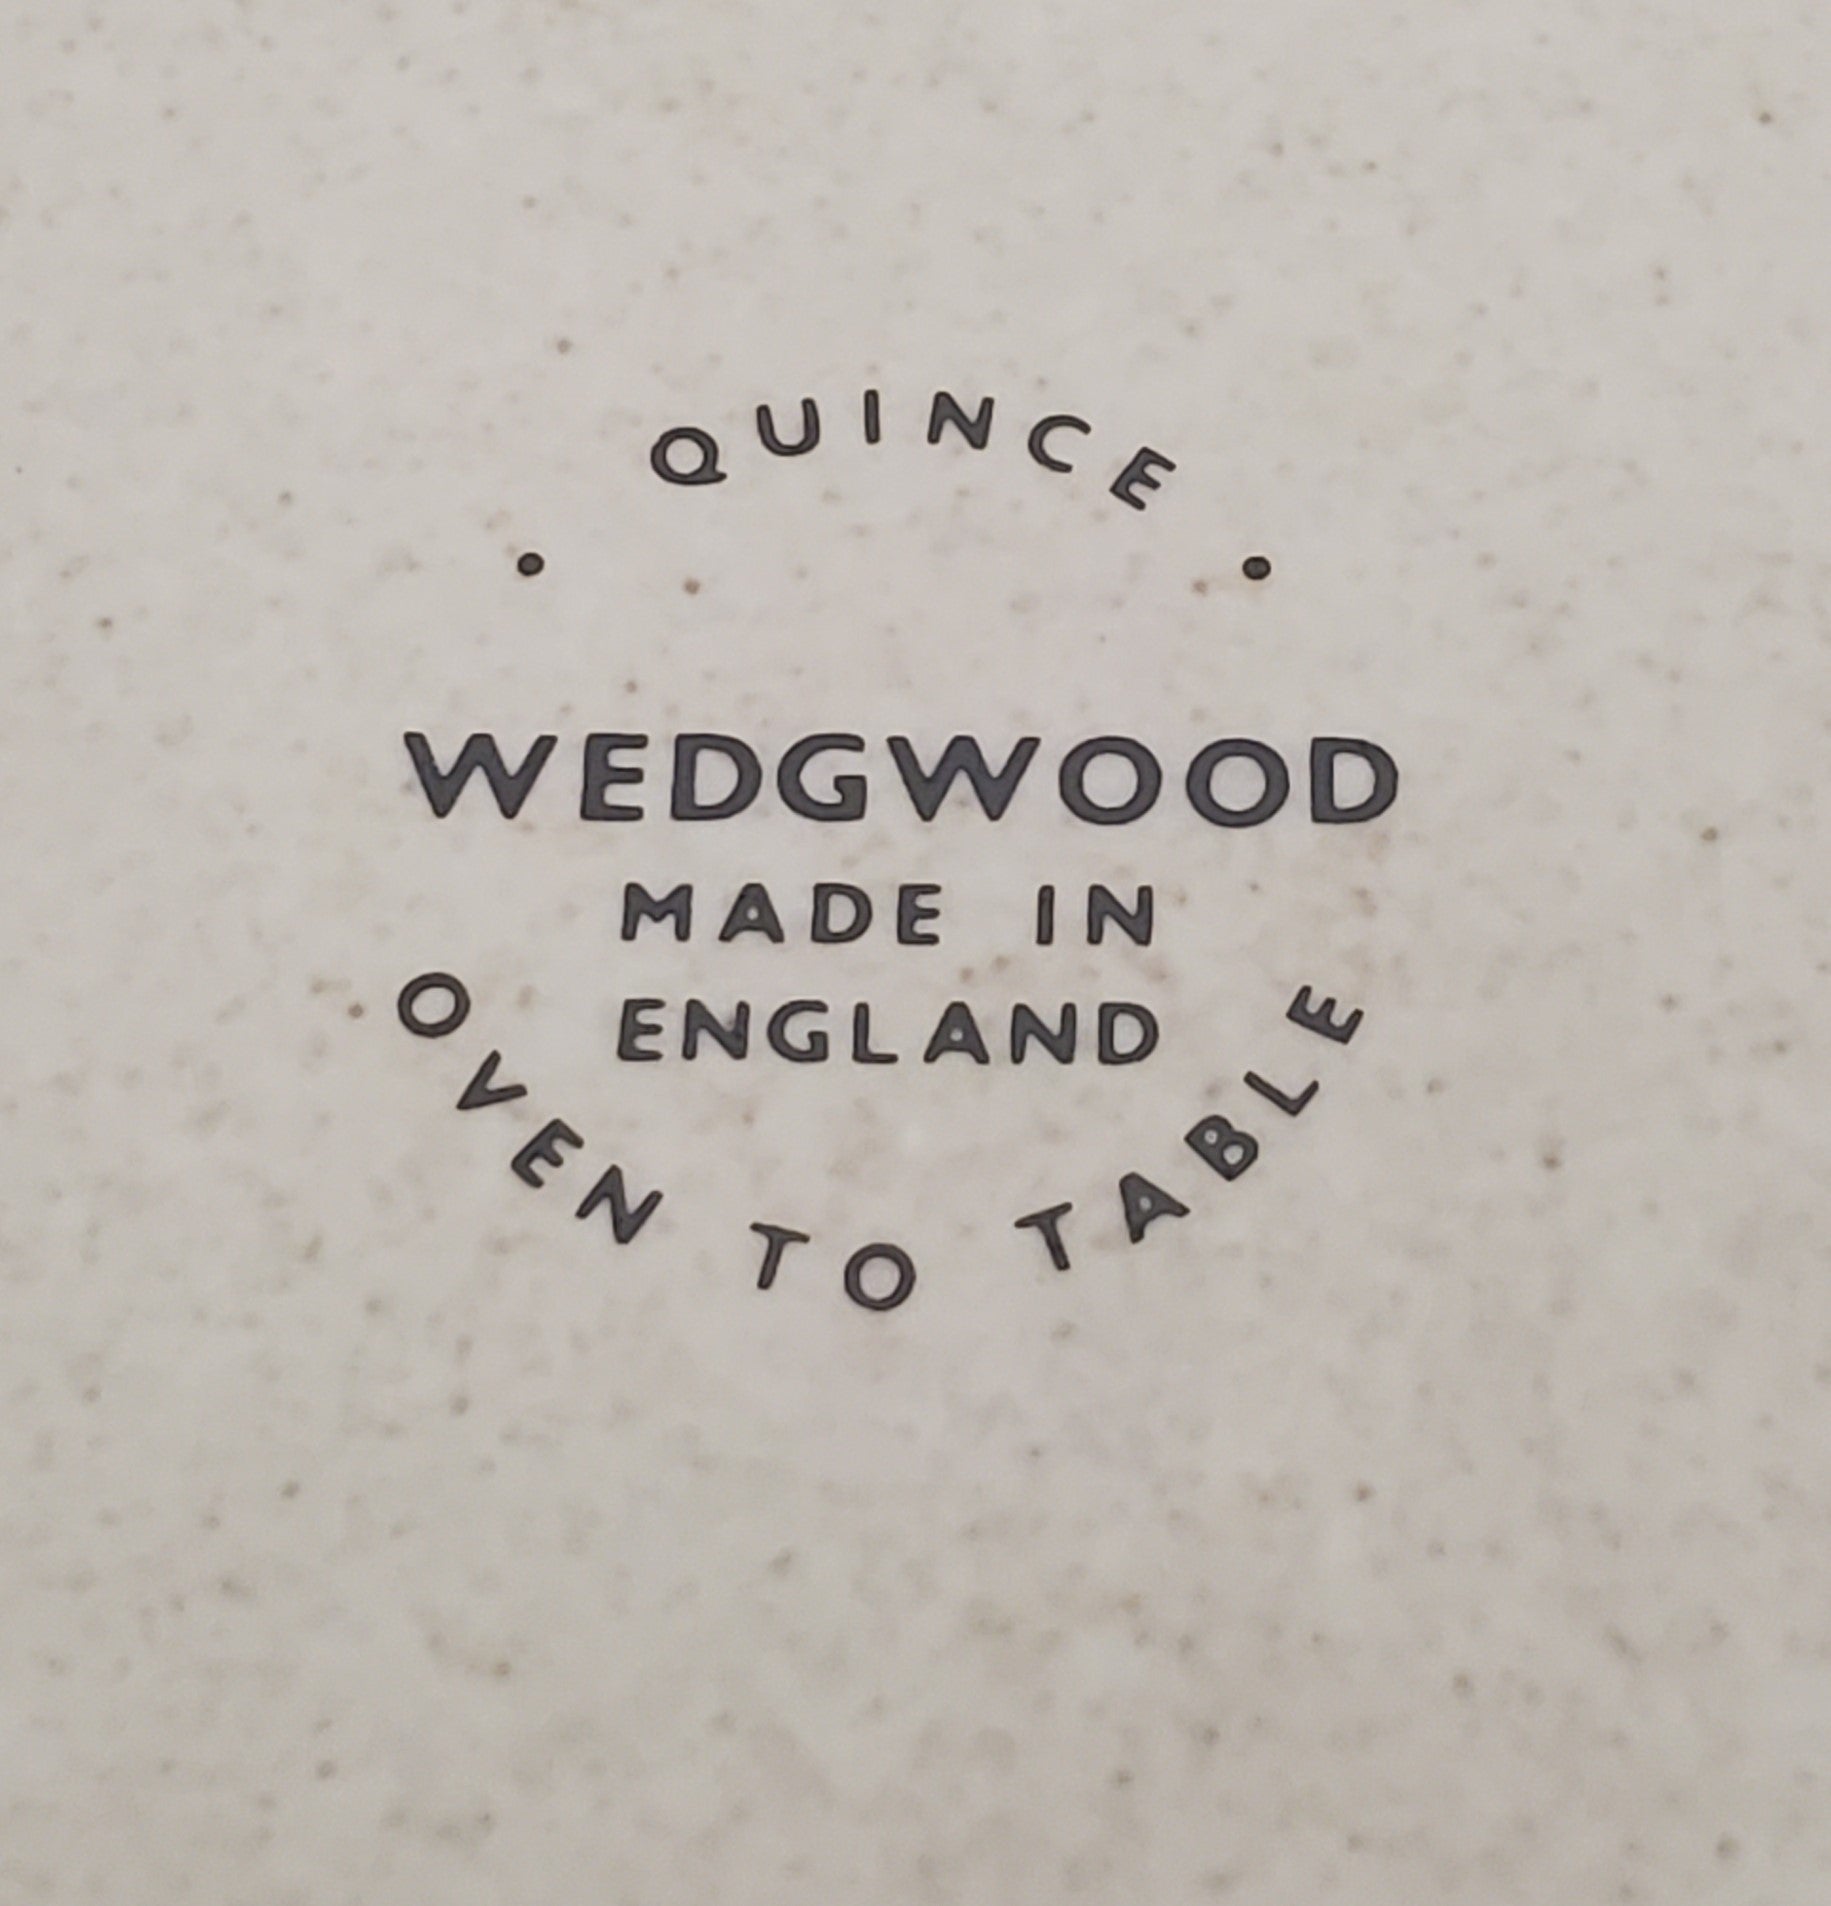 QUINCE
WEDGWOOD
MADE IN
ENGLAND
OVEN TO TABLE